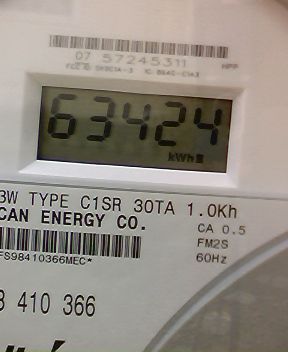 07 57245311
63424
kWh
3W TYPE C1SR 30TA 1.0Kh
CAN ENERGY CO.
CA 0.5
FM2S
60Hz
FS98410366MEC*
410 366